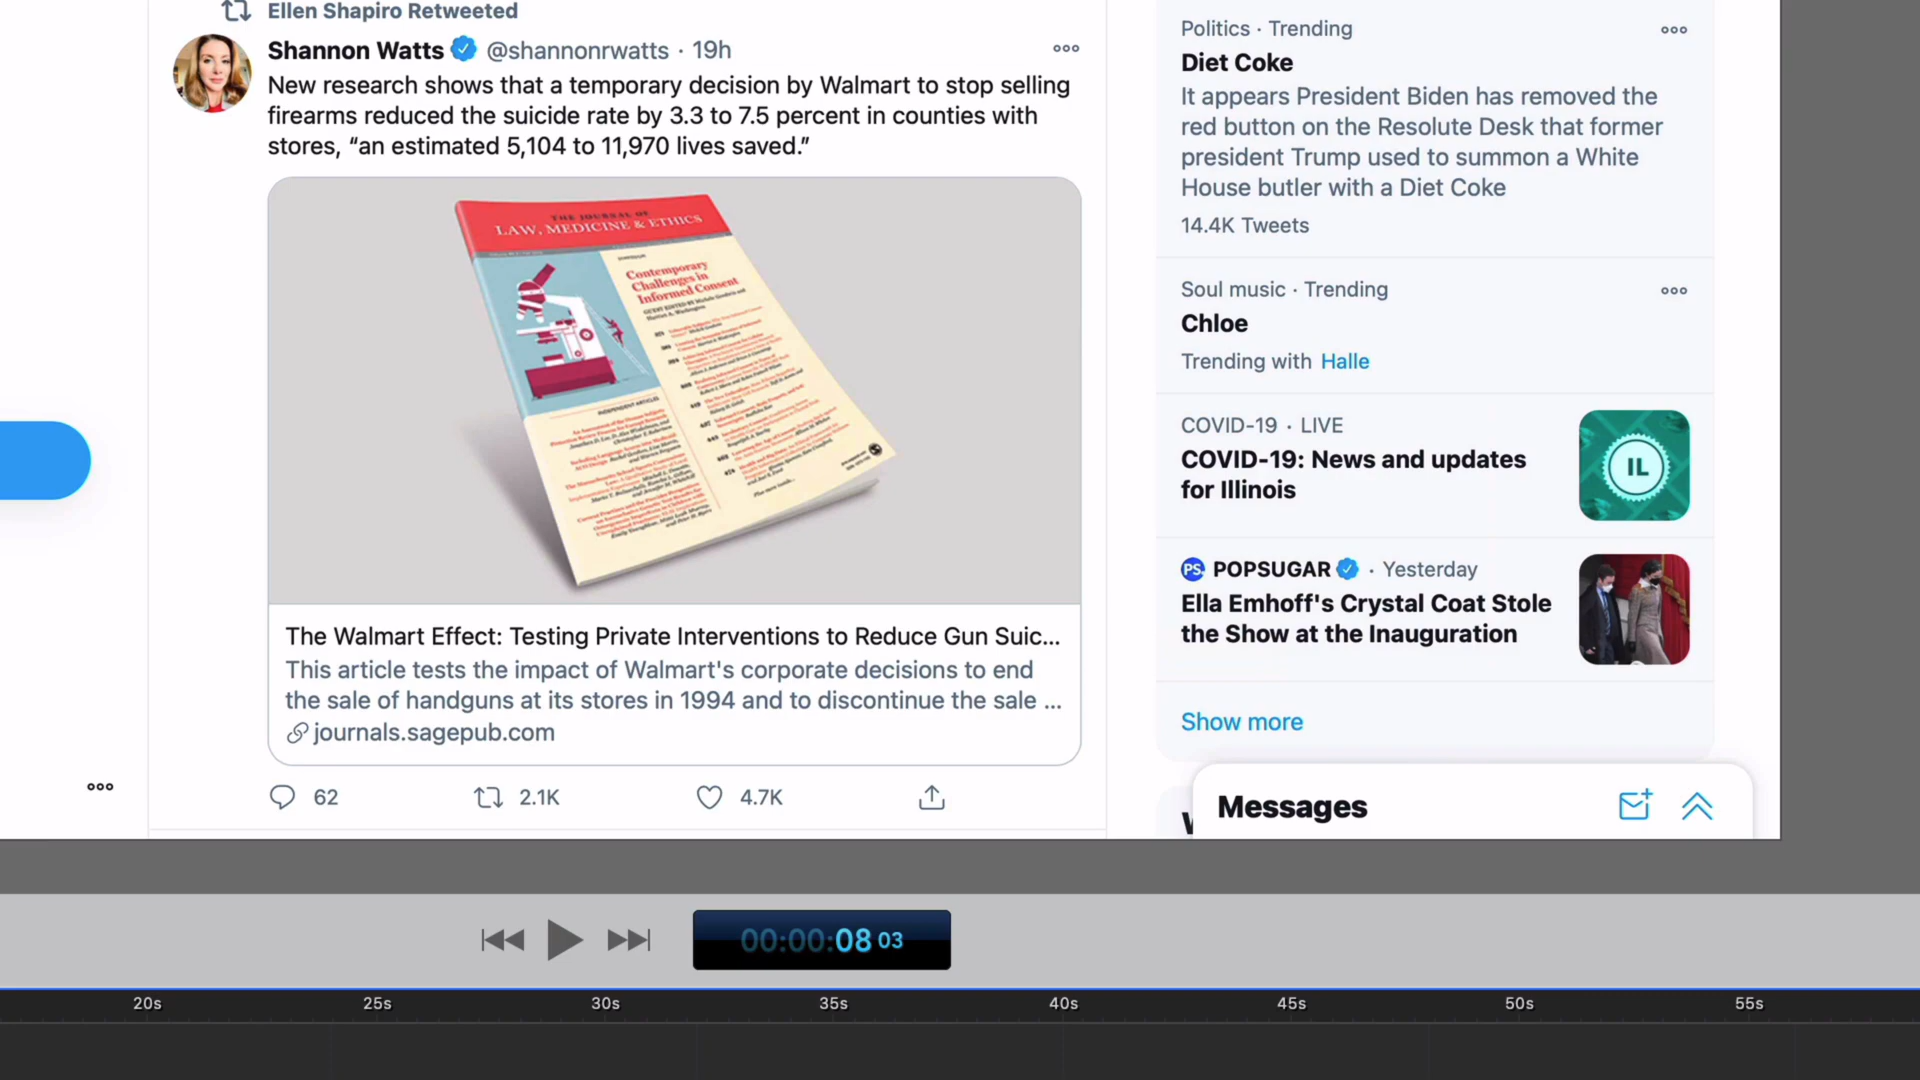 Ellen Shapiro Retweeted
Shannon Watts @shannonrwatts · 19h
New research shows that a temporary decision by Walmart to stop selling
firearms reduced the suicide rate by 3.3 to 7.5 percent in counties with
stores, “an estimated 5,104 to 11,970 lives saved.”
THE JOURNAL OF
LAW, MEDICINE & ETHICS
SYMPOSIUM
Contemporary
Challenges in
Informed Consent
INDEPENDENT ARTICLES
The Walmart Effect: Testing Private Interventions to Reduce Gun Suic...
This article tests the impact of Walmart's corporate decisions to end
the sale of handguns at its stores in 1994 and to discontinue the sale ...
journals.sagepub.com
62
2.1K
4.7K
Politics · Trending
Diet Coke
It appears President Biden has removed the
red button on the Resolute Desk that former
president Trump used to summon a White
House butler with a Diet Coke
14.4K Tweets
Soul music · Trending
Chloe
Trending with Halle
COVID-19 · LIVE
COVID-19: News and updates
for Illinois
IL
PS. POPSUGAR · Yesterday
Ella Emhoff's Crystal Coat Stole
the Show at the Inauguration
Show more
Messages
00:00:08 03
20s
25s
30s
35s
40s
45s
50s
55s